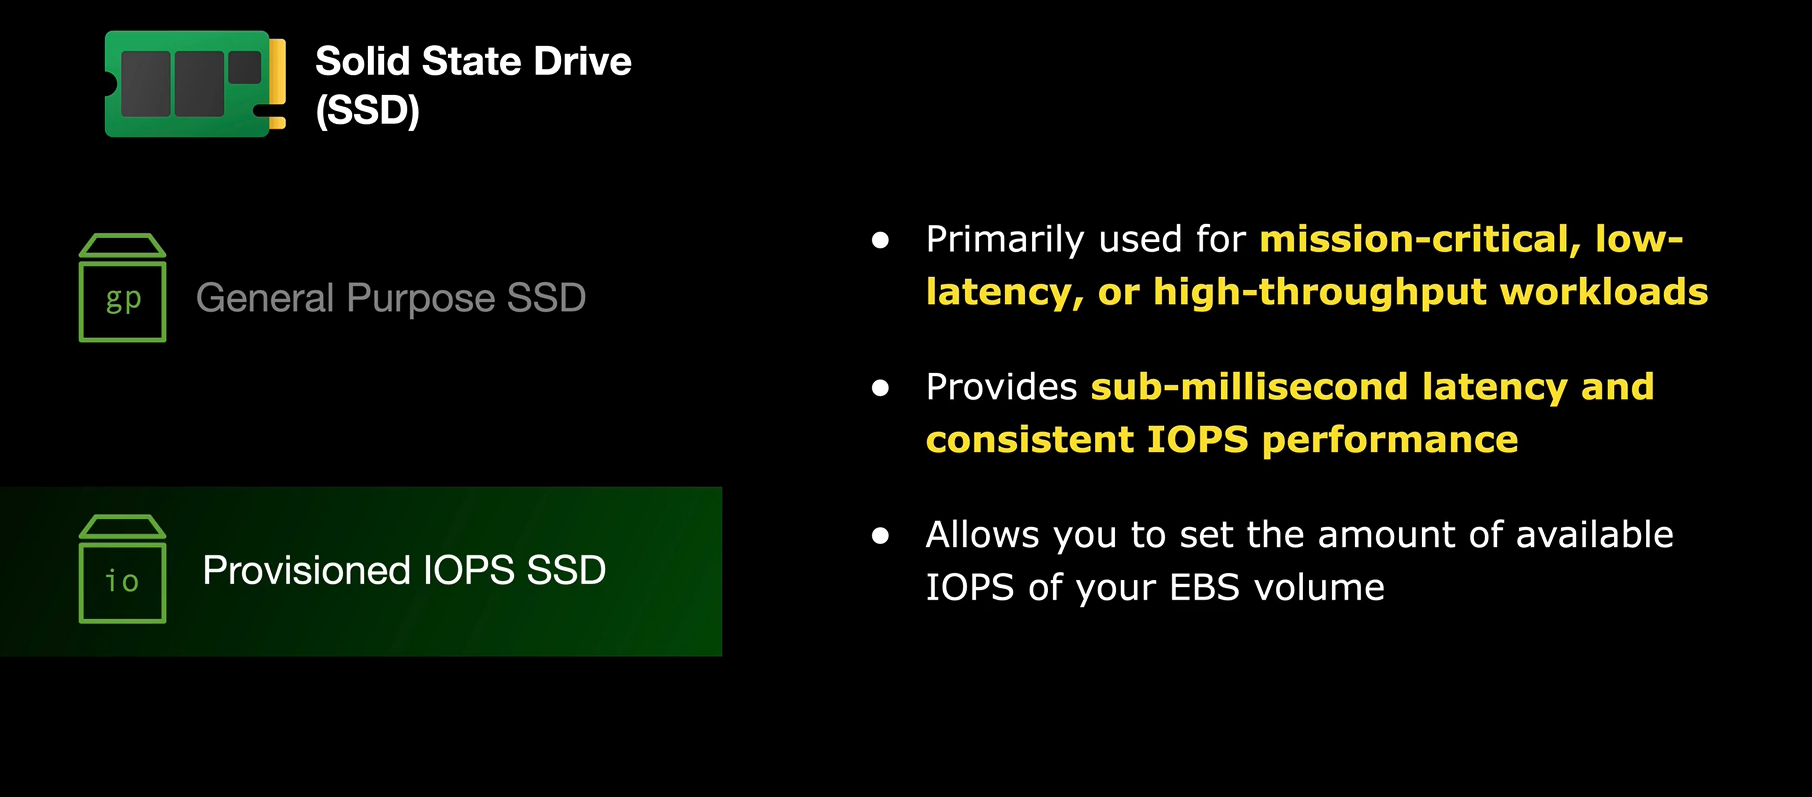 Solid State Drive
(SSD)
gp
General Purpose SSD
io
Provisioned IOPS SSD
● Primarily used for mission-critical, low-
latency, or high-throughput workloads
● Provides sub-millisecond latency and
consistent IOPS performance
● Allows you to set the amount of available
IOPS of your EBS volume